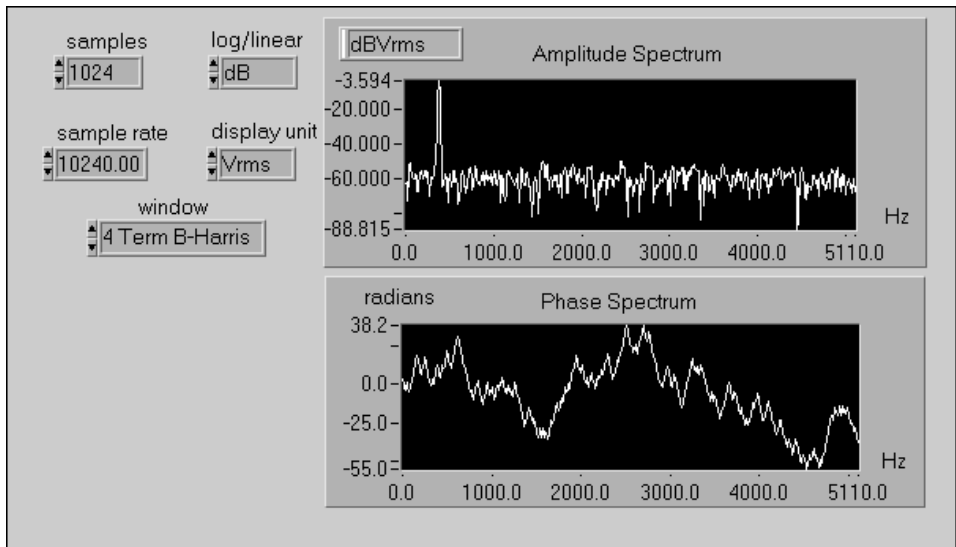 samples
1024
log/linear
dB
sample rate
10240.00
display unit
Vrms
window
4 Term B-Harris
dBVrms
Amplitude Spectrum
-3.594
-20.000
-40.000
-60.000
-88.815
0.0 1000.0 2000.0 3000.0 4000.0 5110.0
Hz
radians
Phase Spectrum
38.2
0.0
-25.0
-55.0
0.0 1000.0 2000.0 3000.0 4000.0 5110.0
Hz